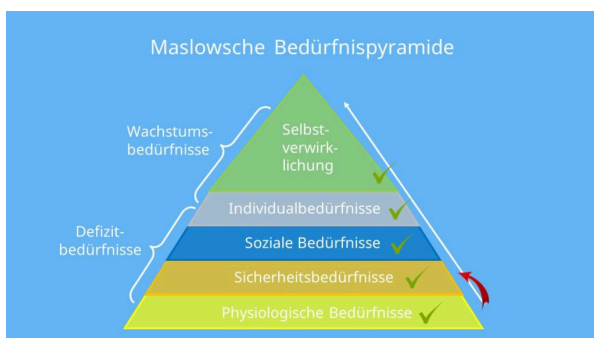 Maslowsche Bedürfnispyramide
Wachstums-
bedürfnisse
Selbst-
verwirk-
lichung
Defizit-
bedürfnisse
Individualbedürfnisse
Soziale Bedürfnisse
Sicherheitsbedürfnisse
Physiologische Bedürfnisse